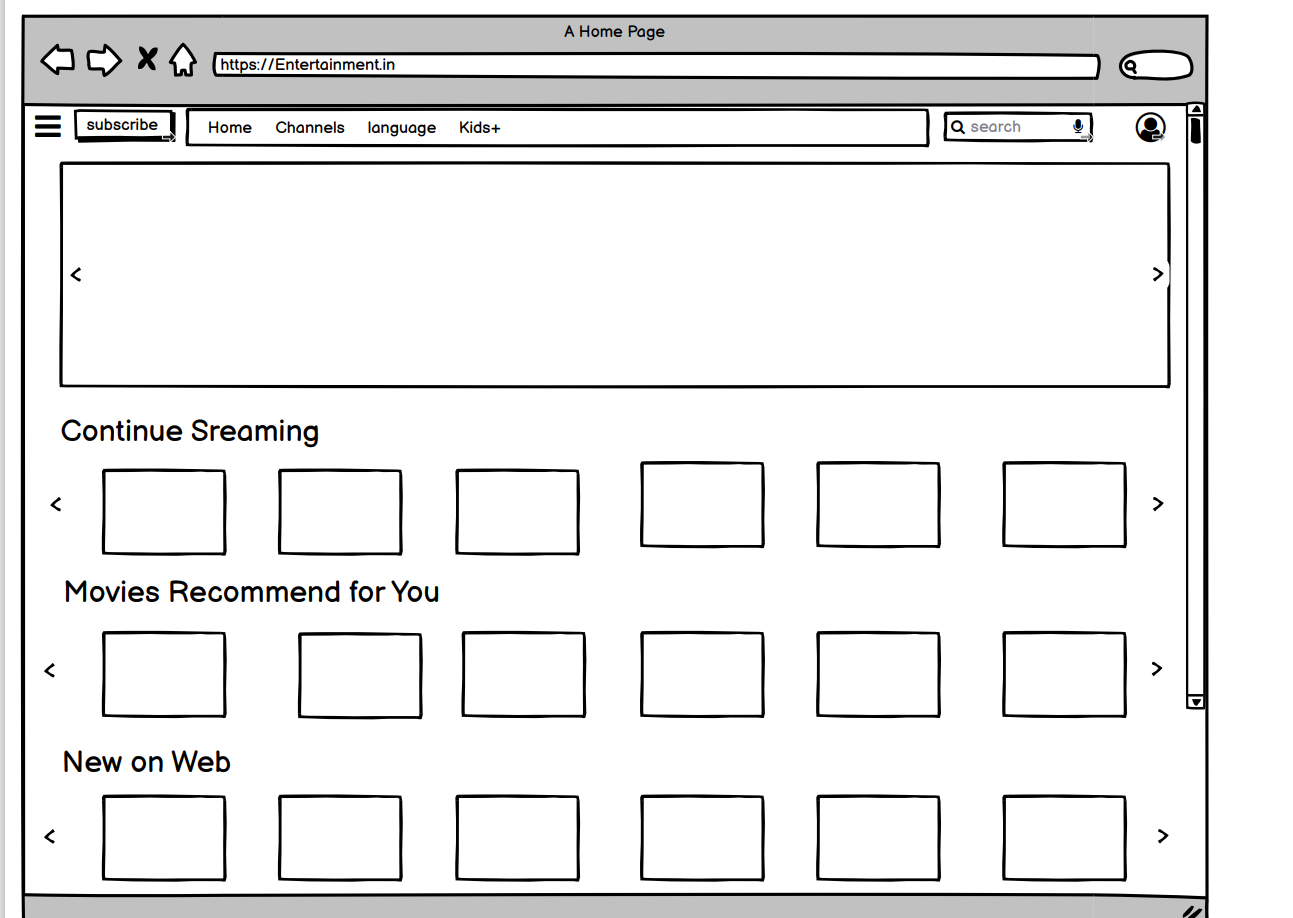 A Home Page
https://Entertainment.in
subscribe
Home Channels language Kids+
search
Continue Sreaming
Movies Recommend for You
New on Web